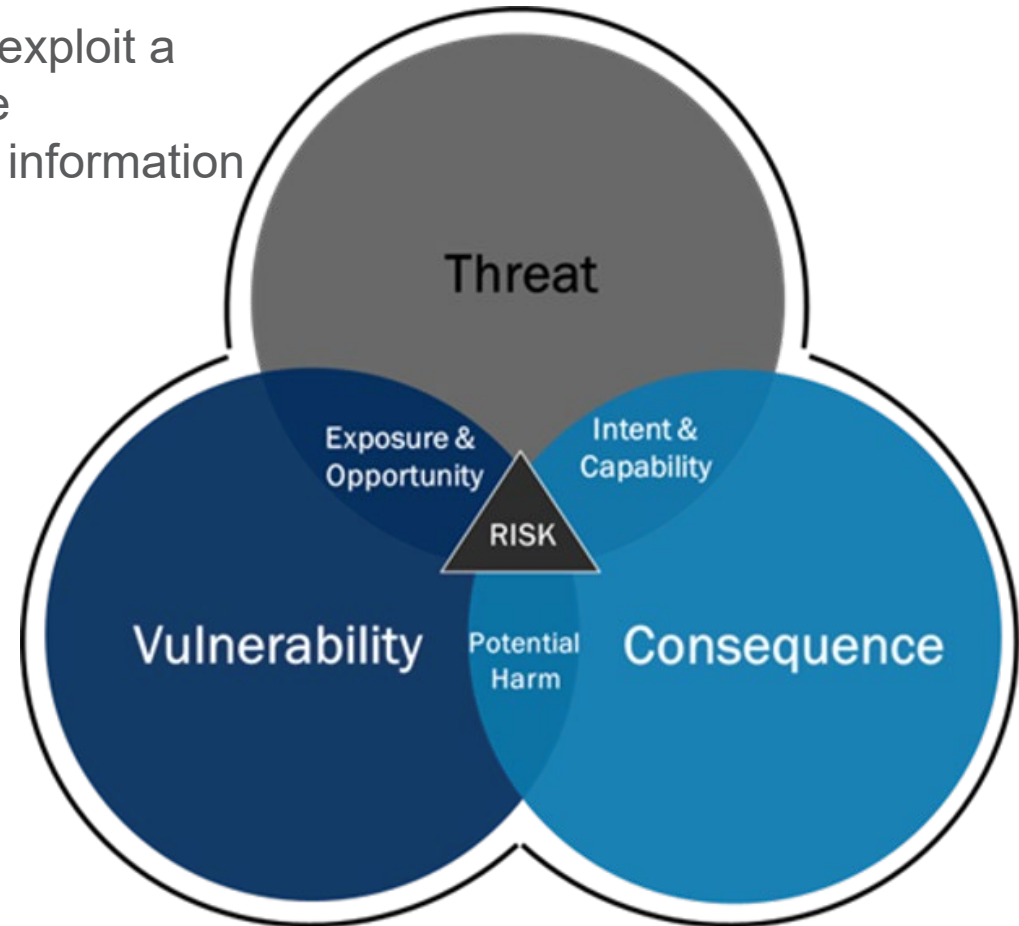 exploit a
e
information
Threat
Exposure &
Opportunity
Intent &
Capability
RISK
Vulnerability
Potential
Harm
Consequence